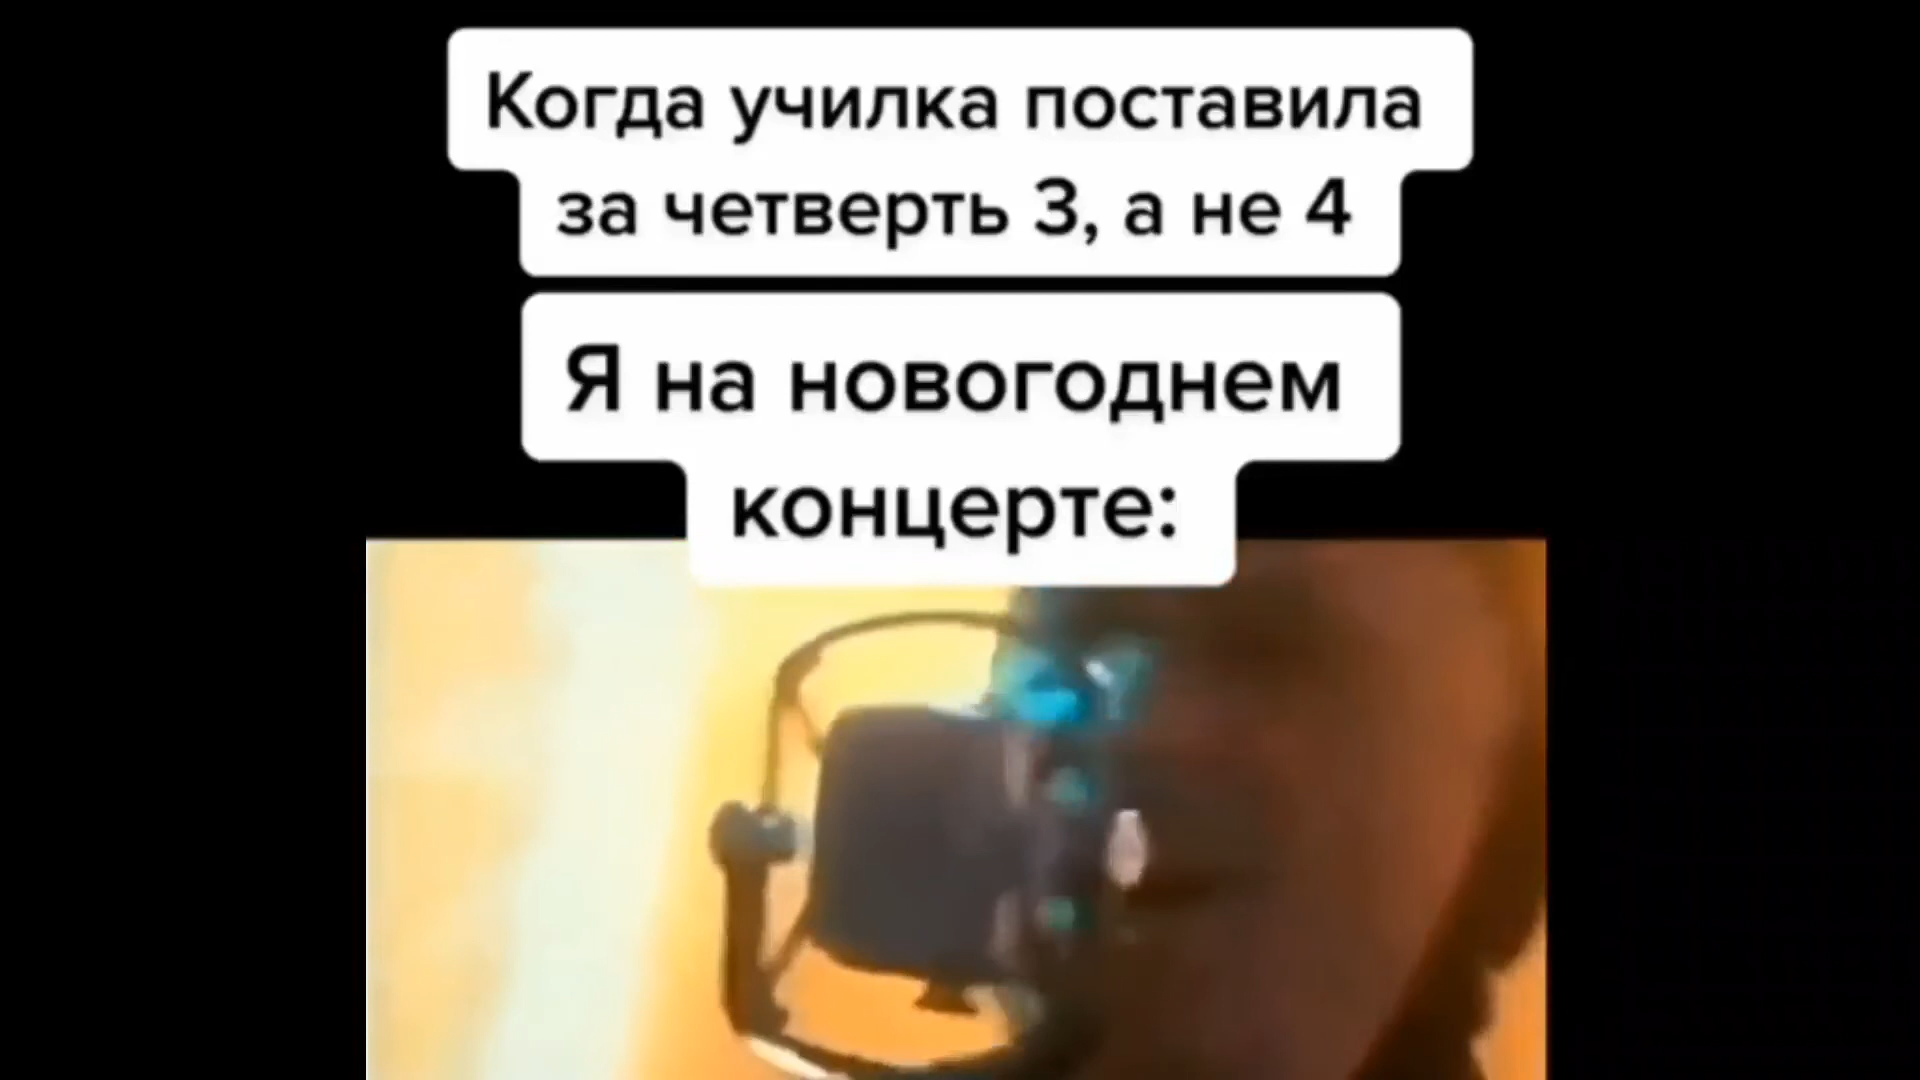 Когда училка поставила
за четверть 3, а не 4
Я на новогоднем
концерте: